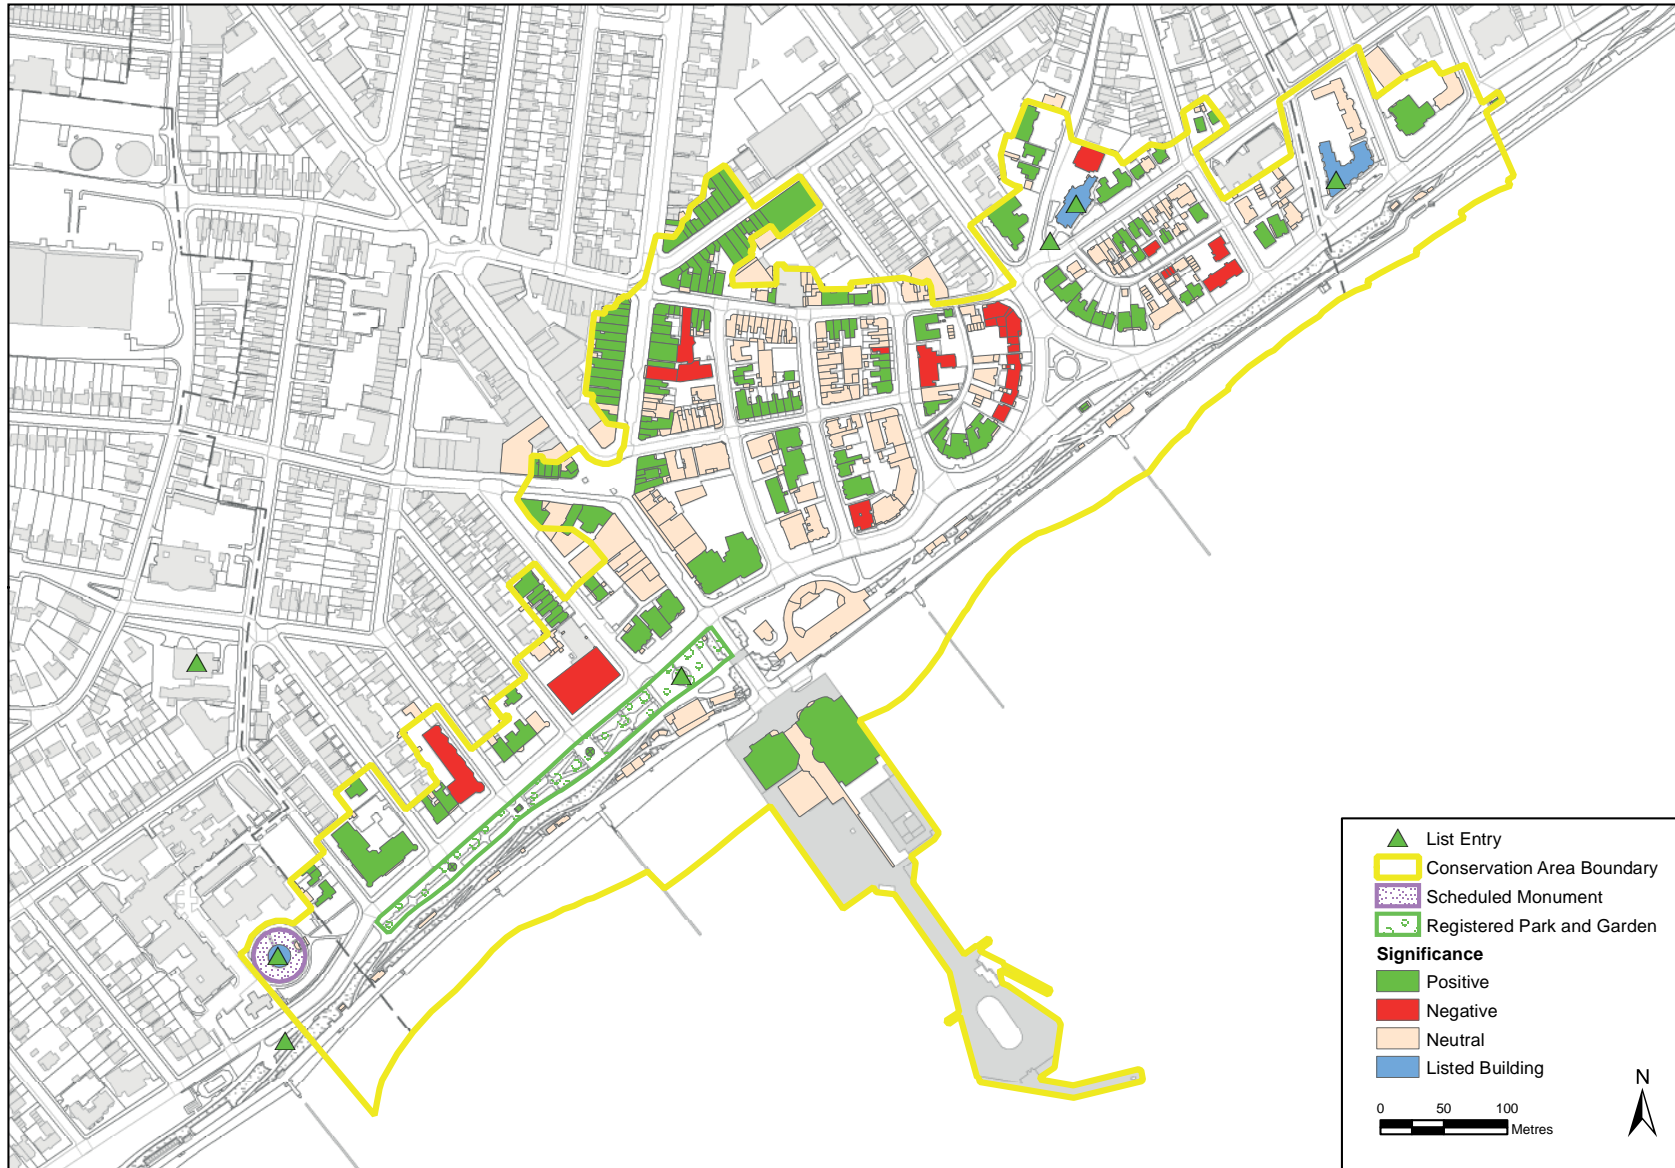 List Entry
Conservation Area Boundary
Scheduled Monument
Registered Park and Garden
Significance
Positive
Negative
Neutral
Listed Building
N
0 50 100
Metres